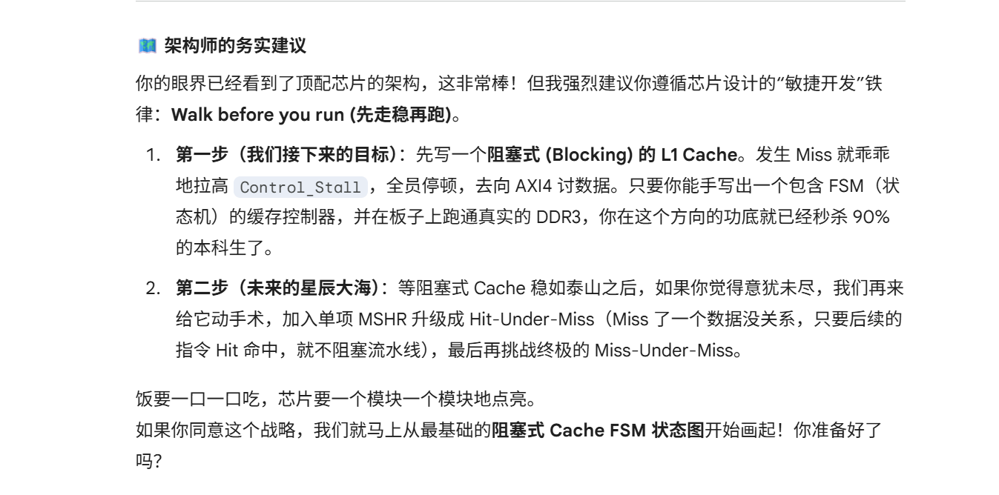 架构师的务实建议
你的眼界已经看到了顶配芯片的架构，这非常棒！但我强烈建议你遵循芯片设计的“敏捷开发”铁
律：Walk before you run (先走稳再跑)。
1. 第一步（我们接下来的目标）：先写一个阻塞式 (Blocking) 的 L1 Cache。发生 Miss 就乖乖
地拉高 Control_Stall，全员停顿，去向 AXI4 讨数据。只要你能手写出一个包含 FSM（状
态机）的缓存控制器，并在板子上跑通真实的 DDR3，你在这个方向的功底就已经秒杀 90%
的本科生了。
2. 第二步（未来的星辰大海）：等阻塞式 Cache 稳如泰山之后，如果你觉得意犹未尽，我们再来
给它动手术，加入单项 MSHR 升级成 Hit-Under-Miss（Miss 了一个数据没关系，只要后续的
指令 Hit 命中，就不阻塞流水线），最后再挑战终极的 Miss-Under-Miss。
饭要一口一口吃，芯片要一个模块一个模块地点亮。
如果你同意这个战略，我们就马上从最基础的阻塞式 Cache FSM 状态图开始画起！你准备好了
吗？